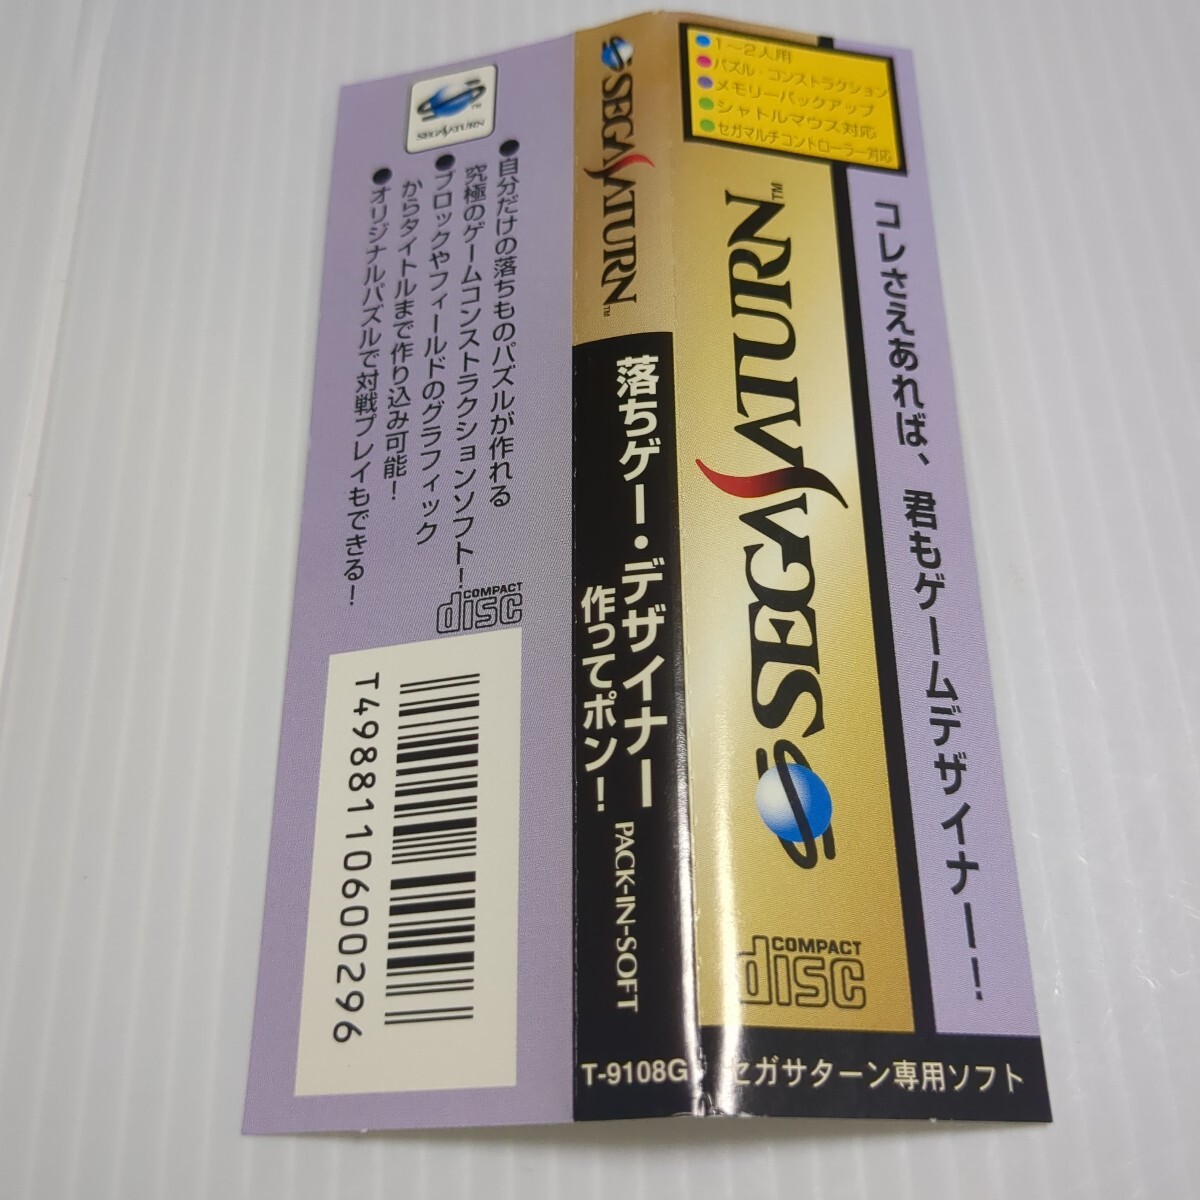 SEGA SATURN™
●自分だけの落ちものパズルが作れる
究極のゲームコンストラクションソフト!
●ブロックやフィールドのグラフィック
からタイトルまで作り込み可能!
●オリジナルパズルで対戦プレイもできる!
COMPACT
disc
T4988110600296
SEGA SATURN™
落ちゲー・デザイナー
作ってポン!
PACK-IN-SOFT
T-9108G
●1〜2人用
●パズル・コンストラクション
●メモリーバックアップ
●シャトルマウス対応
●セガマルチコントローラー対応
SEGA SATURN™
COMPACT
disc
コレさえあれば、君もゲームデザイナー!
セガサターン専用ソフト